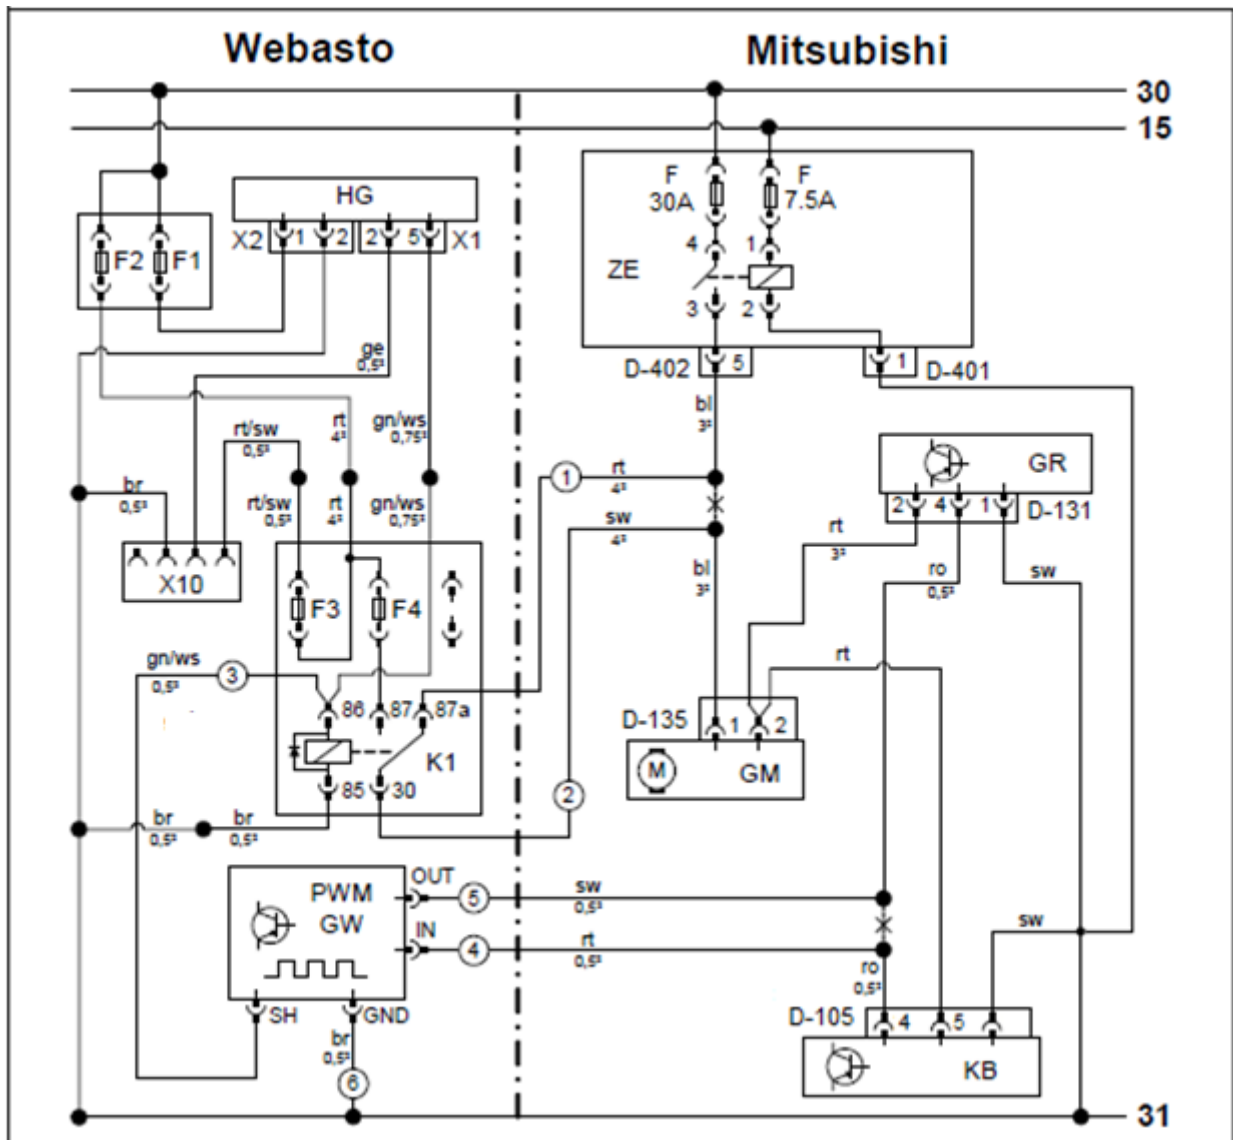 Webasto
Mitsubishi
30
15
HG
X2
1
2
2
5
X1
F2
F1
F
30A
F
7.5A
4
1
ZE
3
2
D-402
5
1
D-401
ge
0,5²
bl
3²
rt/sw
0,5²
rt
4²
gn/ws
0,75²
br
0,5²
rt/sw
0,5²
rt
4²
gn/ws
0,75²
1
rt
4²
sw
4²
GR
2
4
1
D-131
X10
F3
F4
bl
3²
rt
3²
ro
0,5²
sw
gn/ws
0,5²
3
rt
86
87
87a
D-135
1
2
K1
M
GM
85
30
2
br
0,5²
br
0,5²
PWM
GW
OUT
5
sw
0,5²
IN
4
rt
0,5²
sw
ro
0,5²
SH
GND
br
0,5²
6
D-105
4
5
KB
31